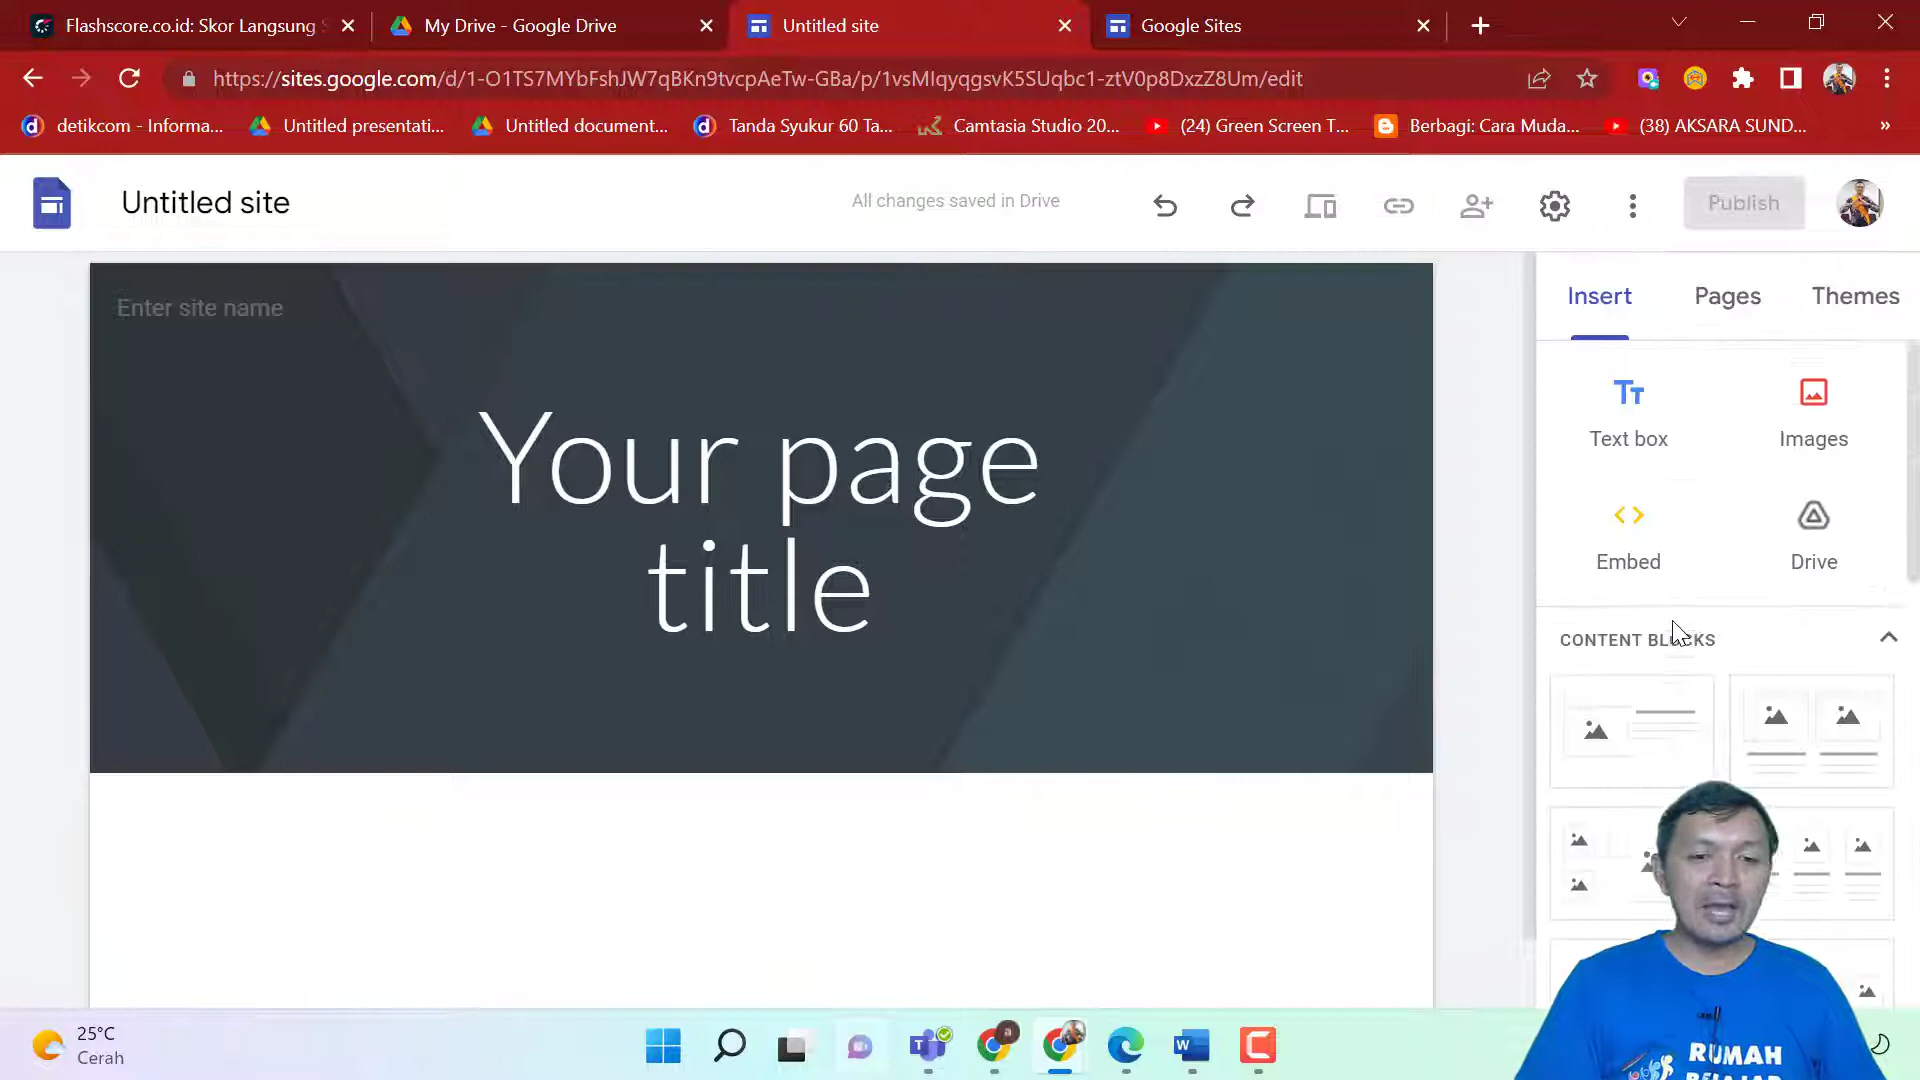 Flashscore.co.id: Skor Langsung S
My Drive - Google Drive
Untitled site
Google Sites
https://sites.google.com/d/1-O1TS7MYbFshJW7qBKn9tvcpAeTw-GBa/p/1vsMIqyqgsvK5SUqbc1-ztV0p8DxzZ8Um/edit
detikcom - Informa...
Untitled presentati...
Untitled document...
Tanda Syukur 60 Ta...
Camtasia Studio 20...
(24) Green Screen T...
Berbagi: Cara Muda...
(38) AKSARA SUND...
»
Untitled site
All changes saved in Drive
Publish
Enter site name
Your page
title
Insert
Pages
Themes
Text box
Images
Embed
Drive
CONTENT BLOCKS
25°C
Cerah
RUMAH
BELAJAR